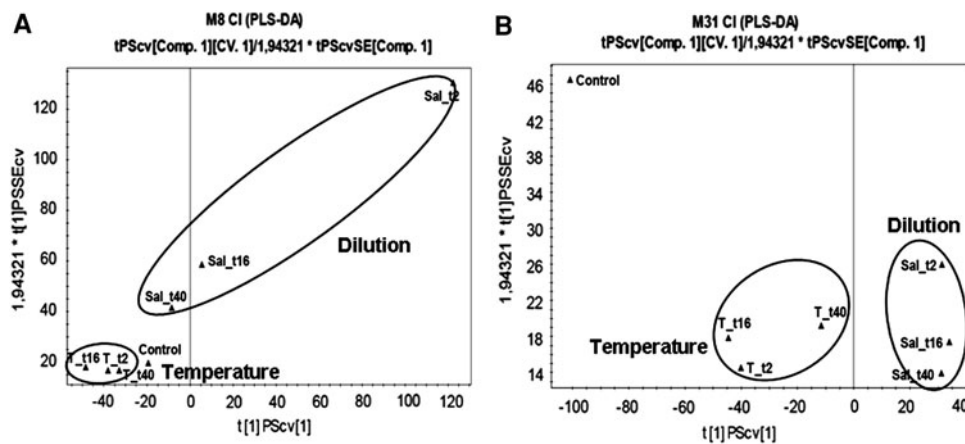 A
M8 CI (PLS-DA)
tPScv[Comp. 1][CV. 1]/1,94321 * tPScvSE[Comp. 1]
1,94321 * t[1]PSSEcv
120
100
80
60
40
20
Sal_t2
Sal_t16
Dilution
Sal_t40
Control
T_t16 T_t2
T_t40
Temperature
-40 -20 0 20 40 60 80 100 120
t[1]PScv[1]
B
M31 CI (PLS-DA)
tPScv[Comp. 1][CV. 1]/1,94321 * tPScvSE[Comp. 1]
1,94321 * t[1]PSSEcv
46
42
38
34
30
26
22
18
14
Control
Dilution
Sal_t2
T_t16
T_t40
Sal_t16
Temperature
T_t2
Sal_t40
-100 -80 -60 -40 -20 0 20 40
t[1]PScv[1]